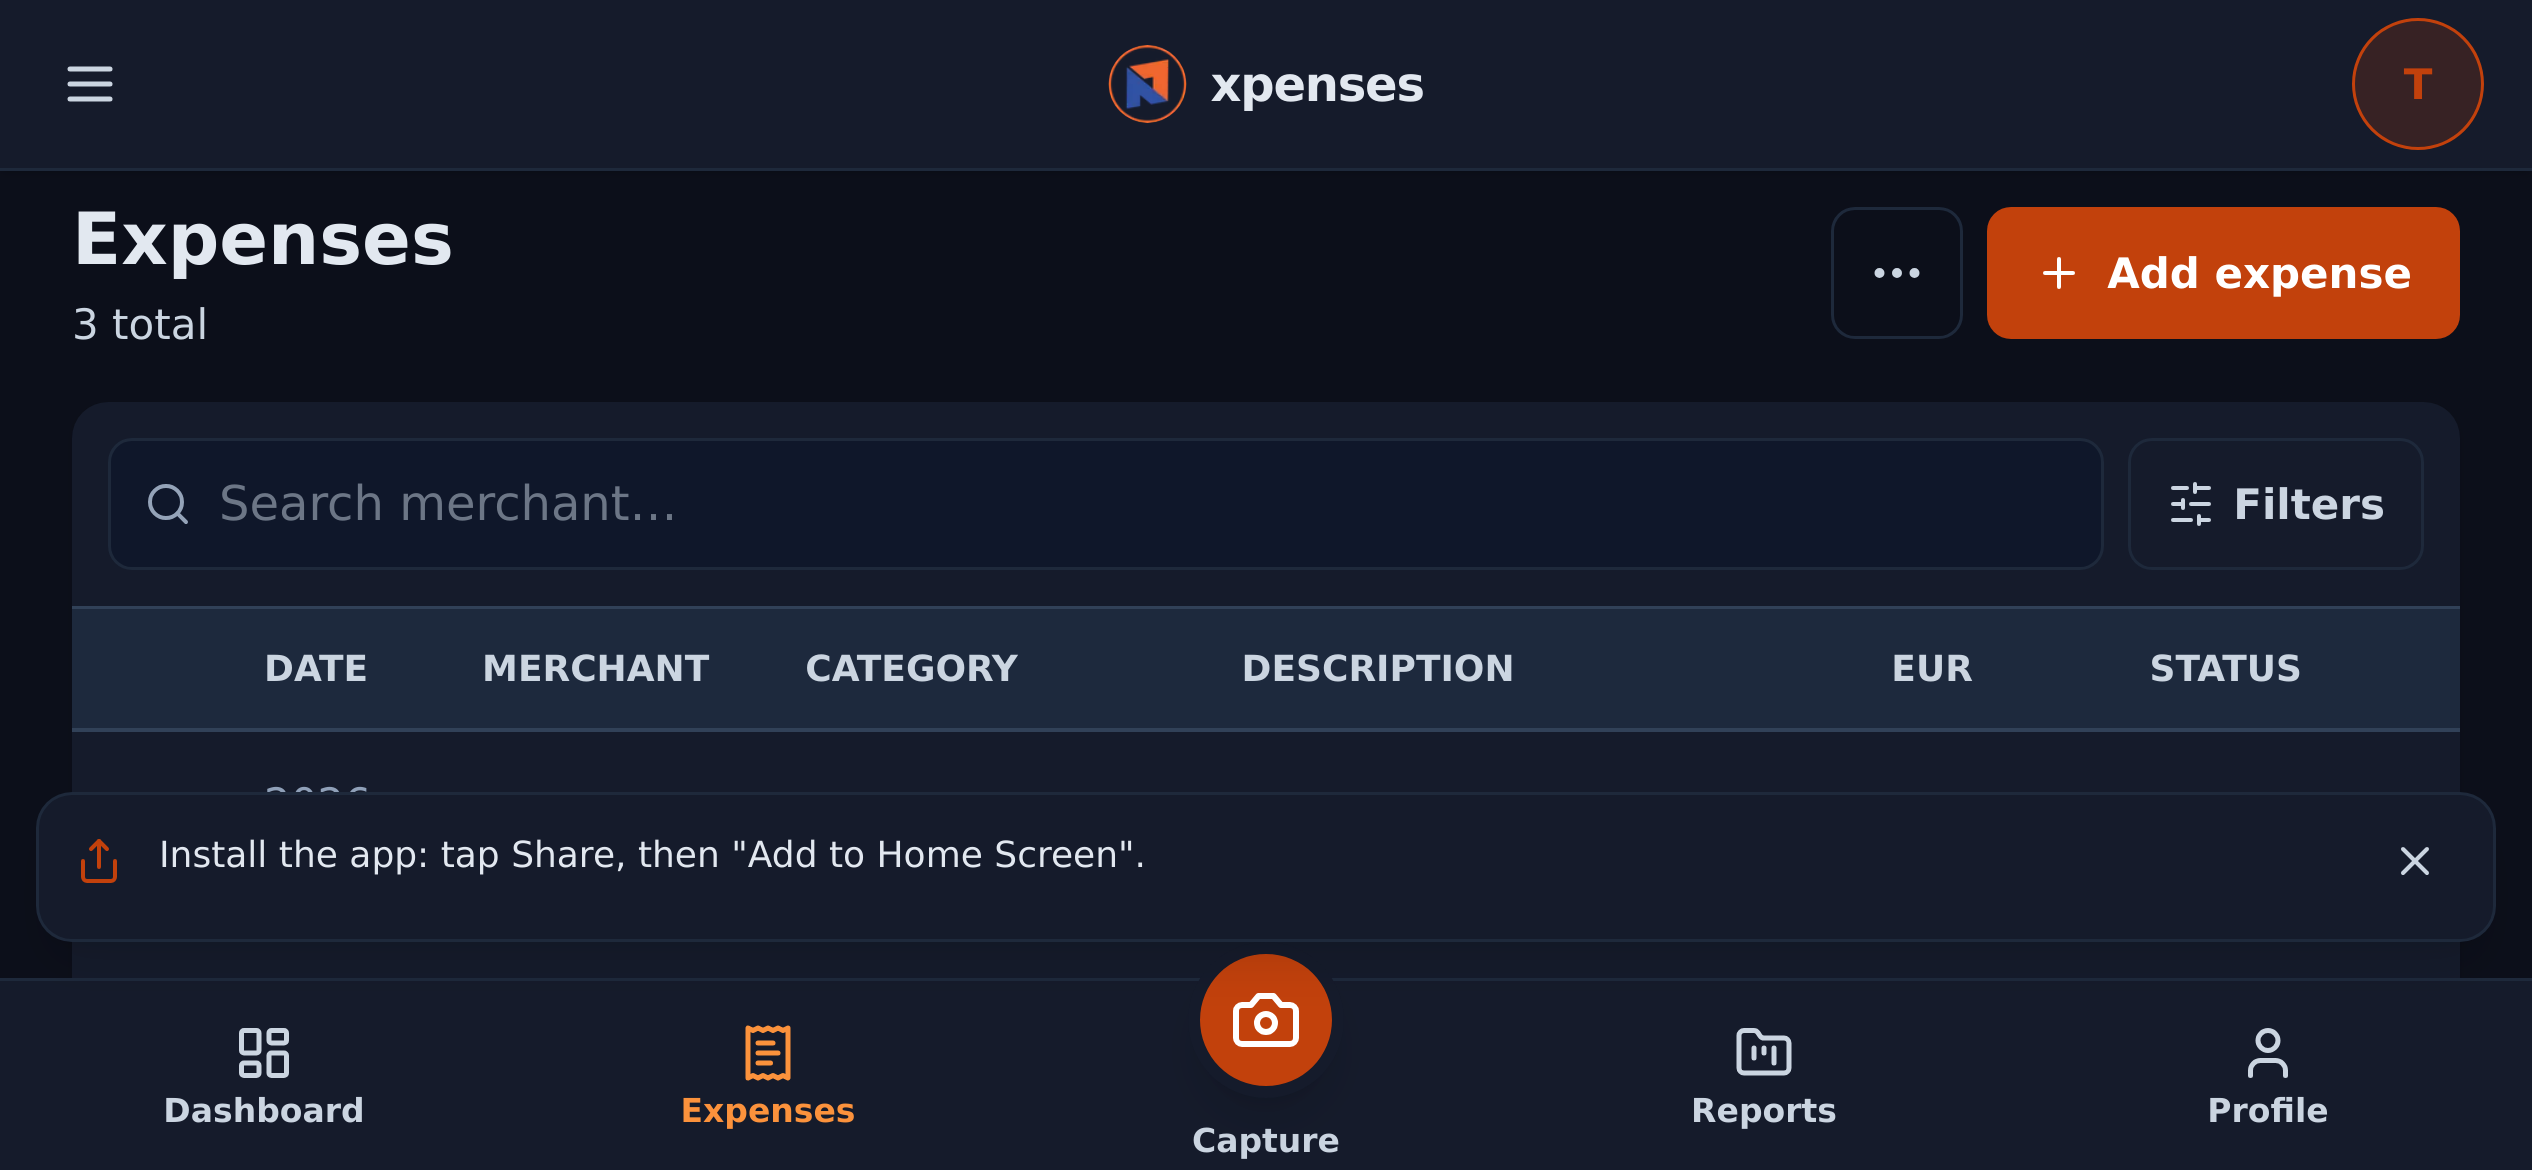 xpenses
T
Expenses
3 total
Add expense
Search merchant...
Filters
DATE MERCHANT CATEGORY DESCRIPTION EUR STATUS
Install the app: tap Share, then "Add to Home Screen".
Dashboard
Expenses
Capture
Reports
Profile